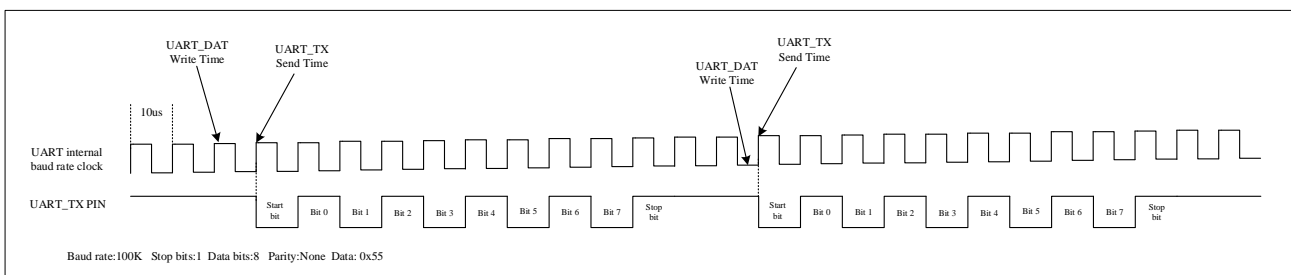 UART_DAT
Write Time
UART_TX
Send Time
UART_DAT
Write Time
UART_TX
Send Time
10us
UART internal
baud rate clock
UART_TX PIN
Start
bit
Bit 0
Bit 1
Bit 2
Bit 3
Bit 4
Bit 5
Bit 6
Bit 7
Stop
bit
Start
bit
Bit 0
Bit 1
Bit 2
Bit 3
Bit 4
Bit 5
Bit 6
Bit 7
Stop
bit
Baud rate:100K Stop bits:1 Data bits:8 Parity:None Data: 0x55